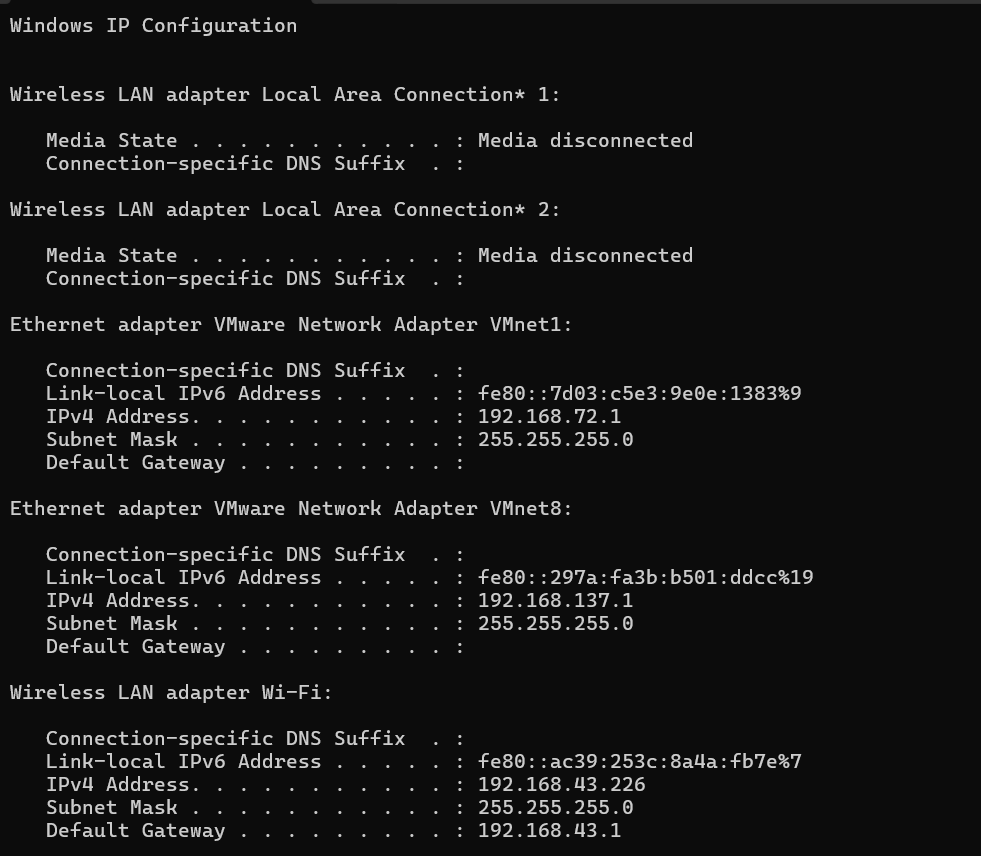 Windows IP Configuration
Wireless LAN adapter Local Area Connection* 1:
   Media State . . . . . . . . . . . : Media disconnected
   Connection-specific DNS Suffix  . :
Wireless LAN adapter Local Area Connection* 2:
   Media State . . . . . . . . . . . : Media disconnected
   Connection-specific DNS Suffix  . :
Ethernet adapter VMware Network Adapter VMnet1:
   Connection-specific DNS Suffix  . :
   Link-local IPv6 Address . . . . . : fe80::7d03:c5e3:9e0e:1383%9
   IPv4 Address. . . . . . . . . . . : 192.168.72.1
   Subnet Mask . . . . . . . . . . . : 255.255.255.0
   Default Gateway . . . . . . . . . :
Ethernet adapter VMware Network Adapter VMnet8:
   Connection-specific DNS Suffix  . :
   Link-local IPv6 Address . . . . . : fe80::297a:fa3b:b501:ddcc%19
   IPv4 Address. . . . . . . . . . . : 192.168.137.1
   Subnet Mask . . . . . . . . . . . : 255.255.255.0
   Default Gateway . . . . . . . . . :
Wireless LAN adapter Wi-Fi:
   Connection-specific DNS Suffix  . :
   Link-local IPv6 Address . . . . . : fe80::ac39:253c:8a4a:fb7e%7
   IPv4 Address. . . . . . . . . . . : 192.168.43.226
   Subnet Mask . . . . . . . . . . . : 255.255.255.0
   Default Gateway . . . . . . . . . : 192.168.43.1